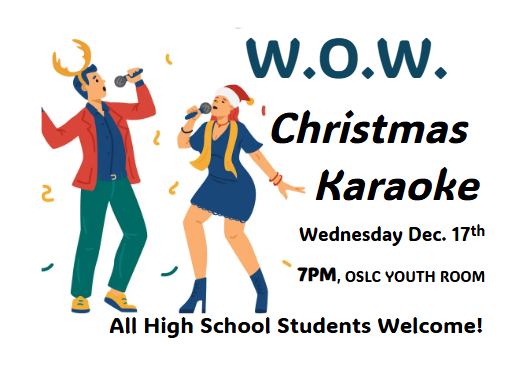 W.O.W.
Christmas
Karaoke
Wednesday Dec. 17th
7PM, OSLC YOUTH ROOM
All High School Students Welcome!